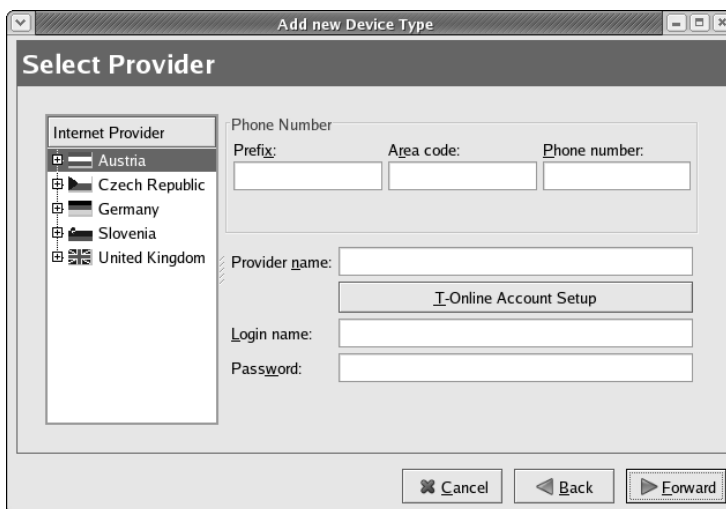 Add new Device Type
Select Provider
Internet Provider
Austria
Czech Republic
Germany
Slovenia
United Kingdom
Phone Number
Prefix:
Area code:
Phone number:
Provider name:
T-Online Account Setup
Login name:
Password:
Cancel
Back
Forward